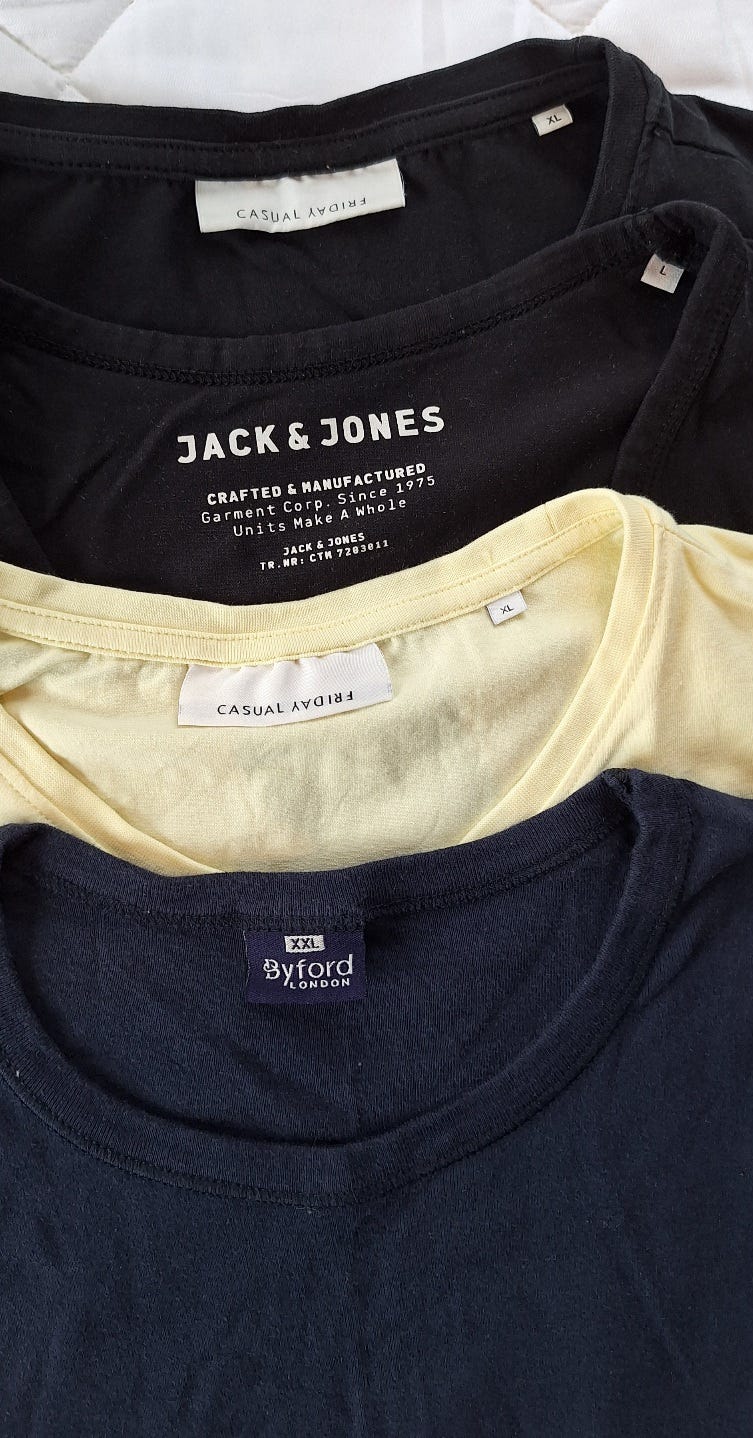 XL
CASUAL FRIDAY
L
JACK & JONES
CRAFTED & MANUFACTURED
Garment Corp. Since 1975
Units Make A Whole
JACK & JONES
TR.NR: CTM 7203011
XL
CASUAL FRIDAY
XXL
Byford
LONDON